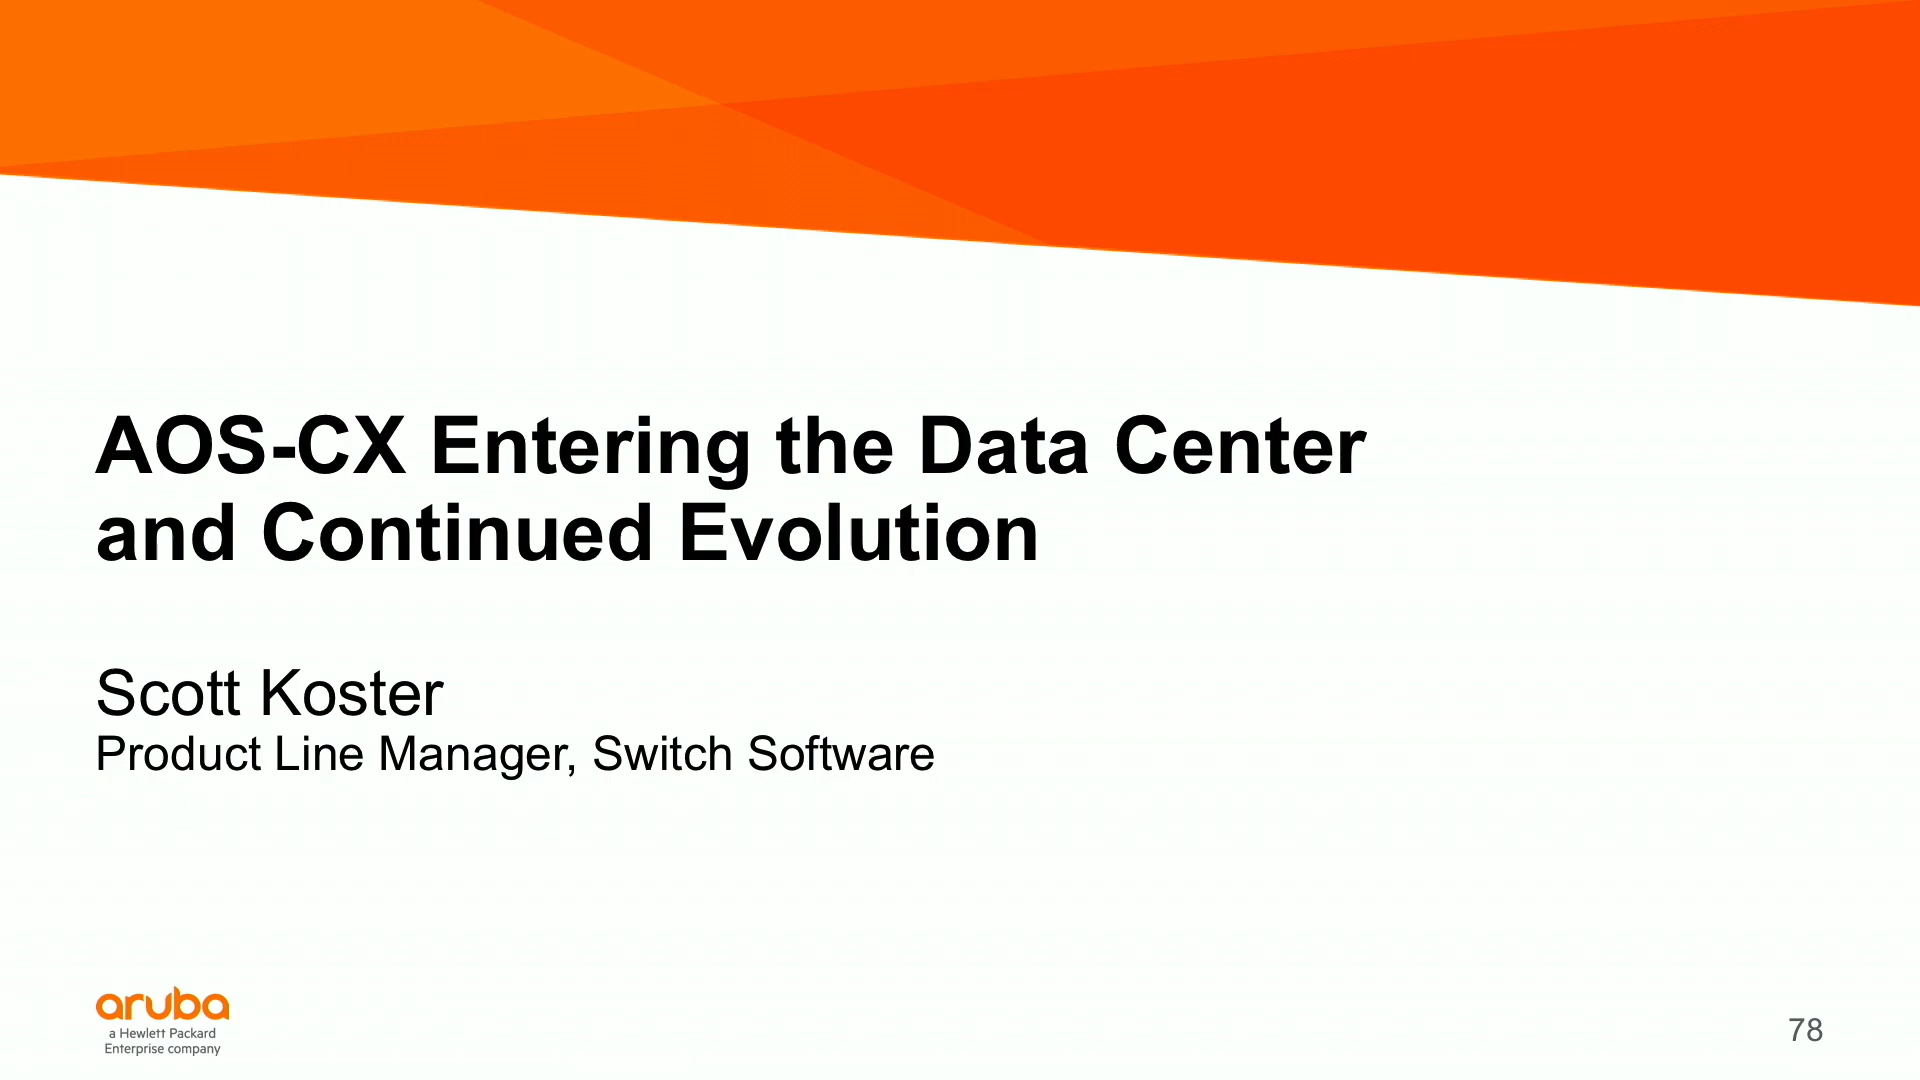 AOS-CX Entering the Data Center
and Continued Evolution
Scott Koster
Product Line Manager, Switch Software
aruba
a Hewlett Packard
Enterprise company
78